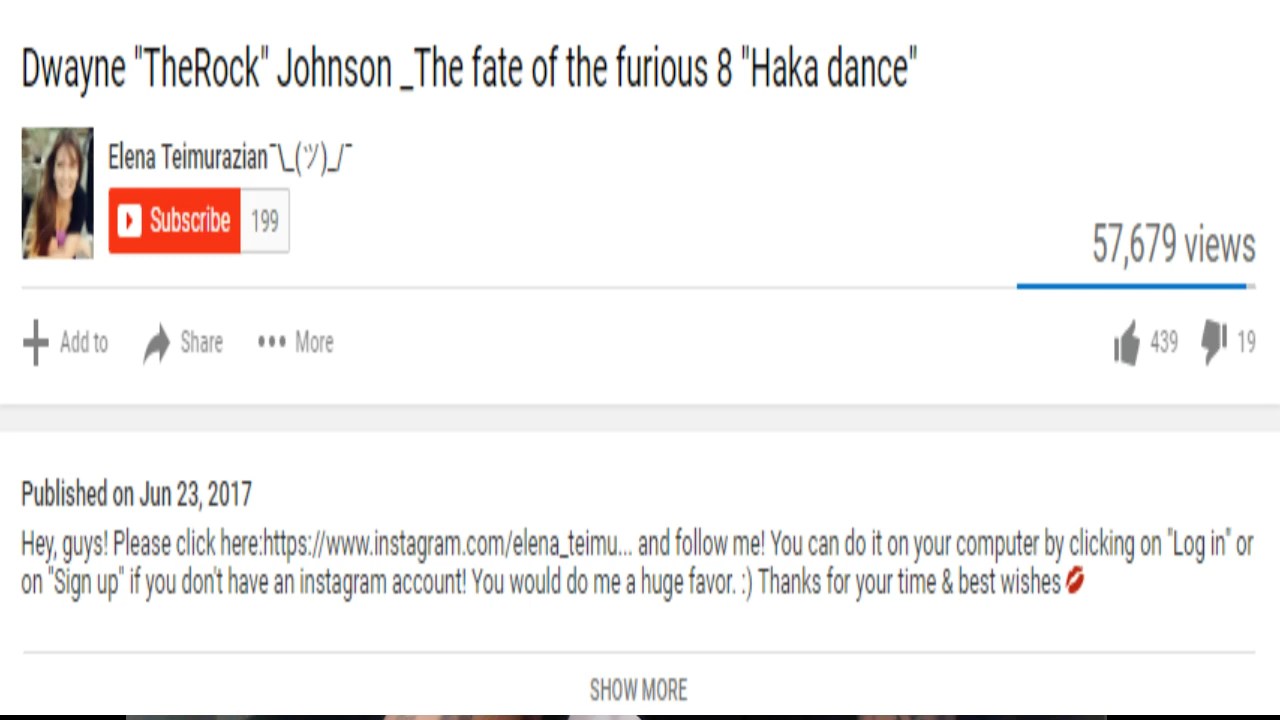 Dwayne "TheRock" Johnson _The fate of the furious 8 "Haka dance"
Elena Teimurazian¯\_(ツ)_/¯
Subscribe 199
57,679 views
Add to Share More 439 19
Published on Jun 23, 2017
Hey, guys! Please click here:https://www.instagram.com/elena_teimu... and follow me! You can do it on your computer by clicking on "Log in" or
on "Sign up" if you don't have an instagram account! You would do me a huge favor. :) Thanks for your time & best wishes💋
SHOW MORE